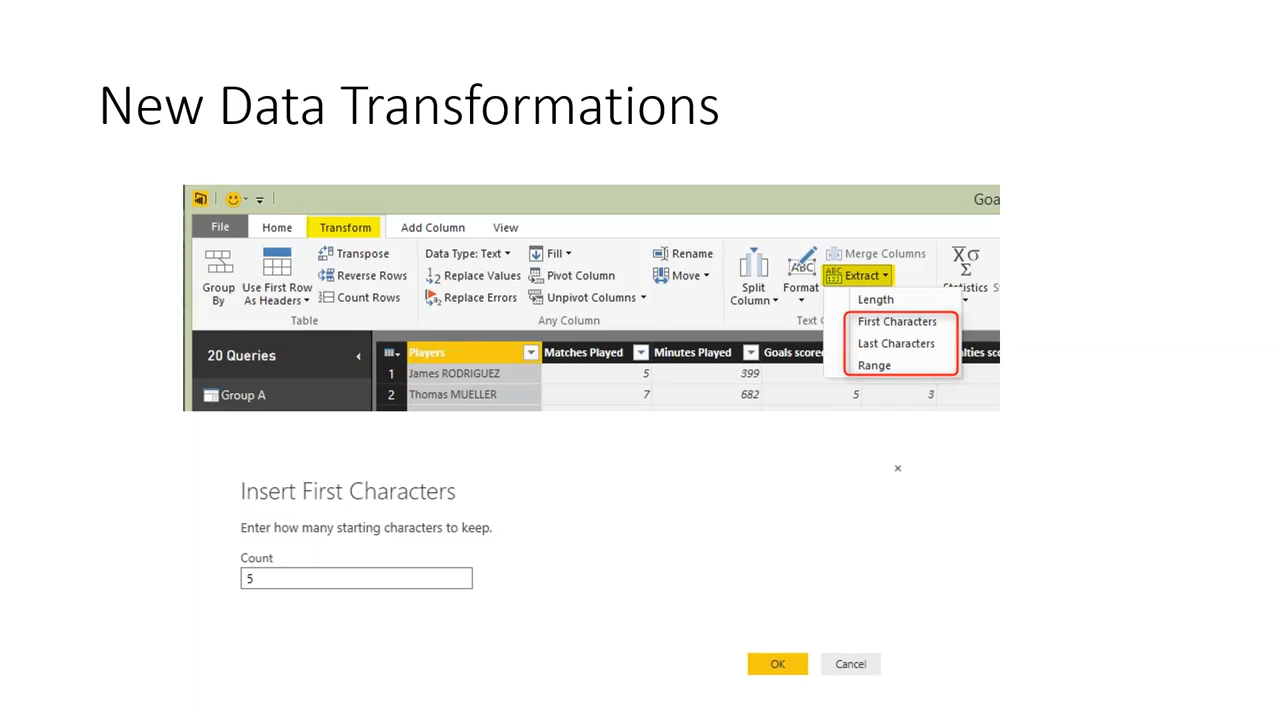 New Data Transformations
Goa
File Home Transform Add Column View
Transpose Data Type: Text Fill Rename Merge Columns
Group By Use First Row As Headers Reverse Rows Replace Values Pivot Column Move Split Column Format Extract Statistics
Count Rows Replace Errors Unpivot Columns
Table Any Column Text
Length
First Characters
Last Characters
Range
20 Queries
Players Matches Played Minutes Played Goals score
1 James RODRIGUEZ 5 399
2 Thomas MUELLER 7 682 5 3
Group A
Insert First Characters
Enter how many starting characters to keep.
Count
5
OK Cancel